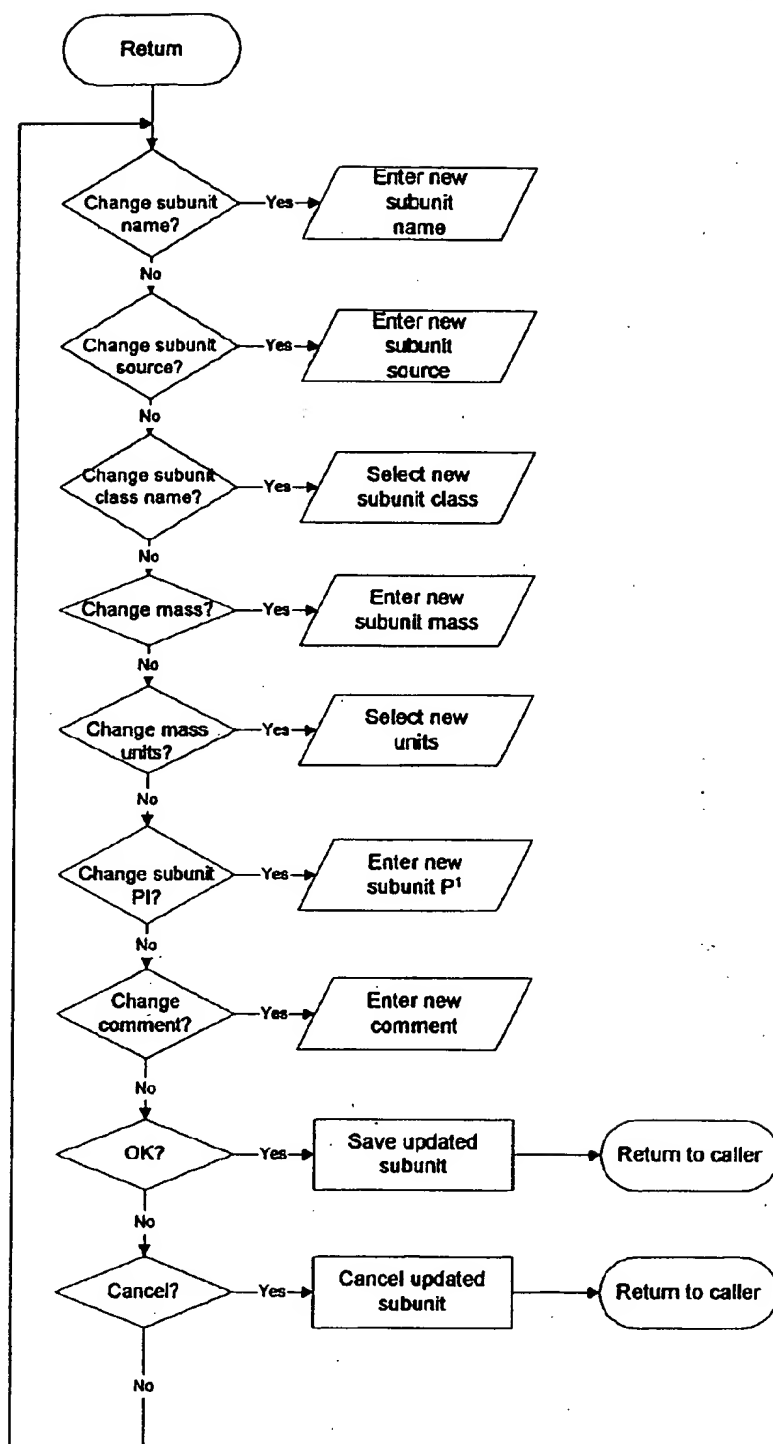 Return
Change subunit
name?
Yes
Enter new
subunit
name
No
Change subunit
source?
Yes
Enter new
subunit
source
No
Change subunit
class name?
Yes
Select new
subunit class
No
Change mass?
Yes
Enter new
subunit mass
No
Change mass
units?
Yes
Select new
units
No
Change subunit
PI?
Yes
Enter new
subunit P¹
No
Change
comment?
Yes
Enter new
comment
No
OK?
Yes
Save updated
subunit
Return to caller
No
Cancel?
Yes
Cancel updated
subunit
Return to caller
No